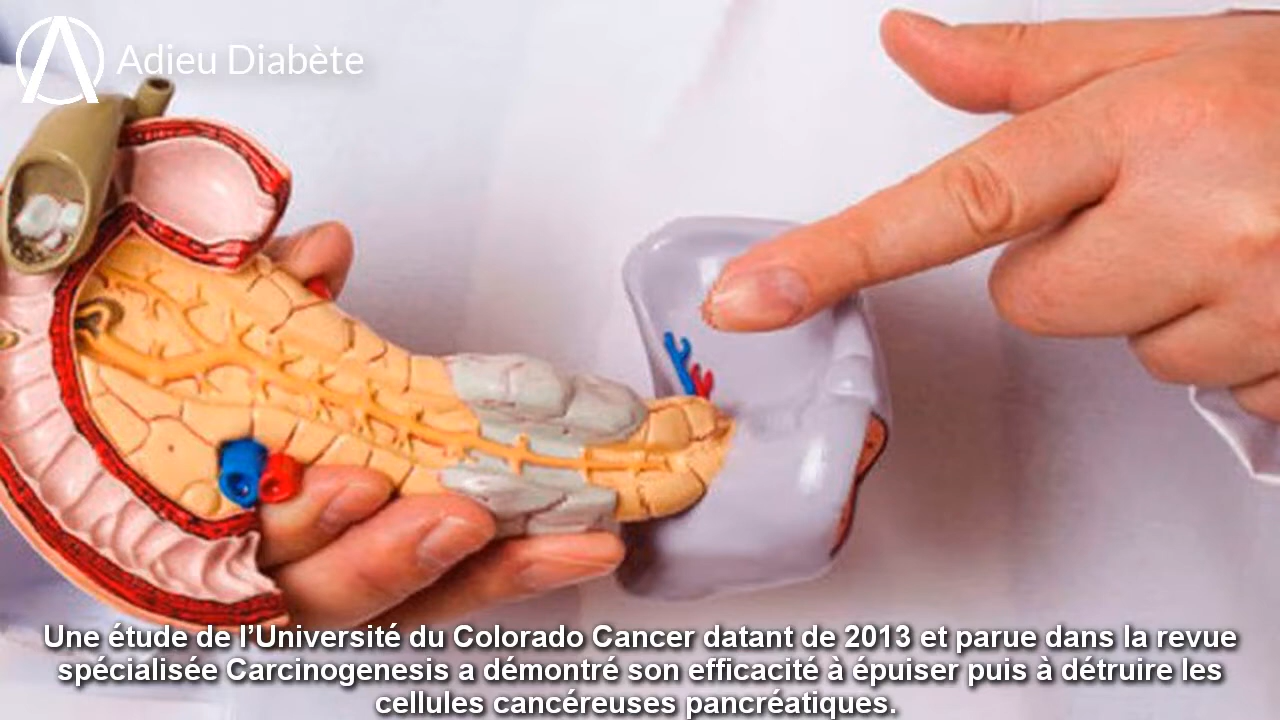 Adieu Diabète
Une étude de l’Université du Colorado Cancer datant de 2013 et parue dans la revue
spécialisée Carcinogenesis a démontré son efficacité à épuiser puis à détruire les
cellules cancéreuses pancréatiques.